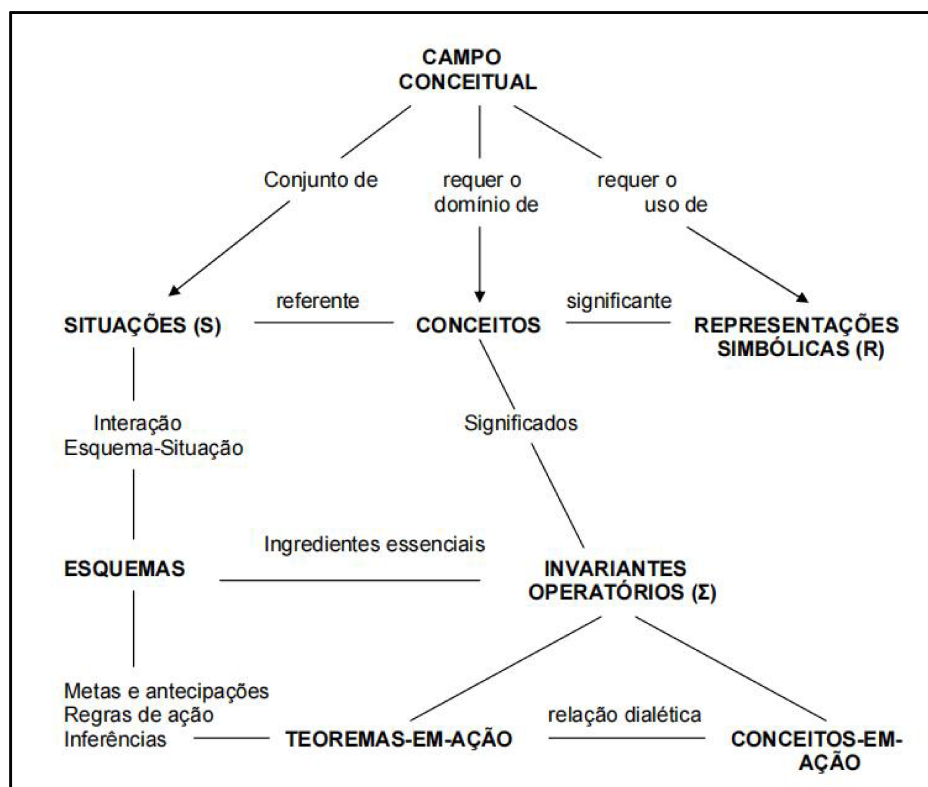 CAMPO
CONCEITUAL
Conjunto de
requer o
domínio de
requer o
uso de
SITUAÇÕES (S)
referente
CONCEITOS
significante
REPRESENTAÇÕES
SIMBÓLICAS (R)
Interação
Esquema-Situação
Significados
ESQUEMAS
Ingredientes essenciais
INVARIANTES
OPERATÓRIOS (Σ)
Metas e antecipações
Regras de ação
Inferências
TEOREMAS-EM-AÇÃO
relação dialética
CONCEITOS-EM-
AÇÃO